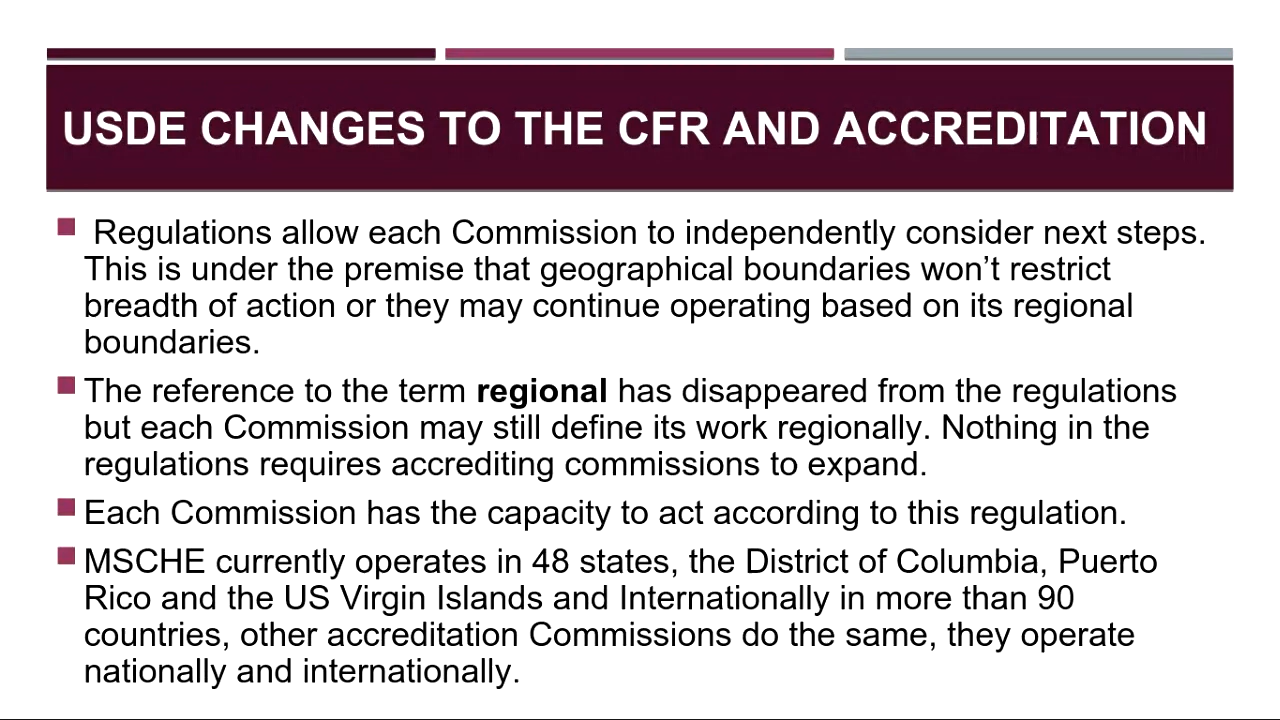 USDE CHANGES TO THE CFR AND ACCREDITATION
Regulations allow each Commission to independently consider next steps.
This is under the premise that geographical boundaries won’t restrict
breadth of action or they may continue operating based on its regional
boundaries.
The reference to the term regional has disappeared from the regulations
but each Commission may still define its work regionally. Nothing in the
regulations requires accrediting commissions to expand.
Each Commission has the capacity to act according to this regulation.
MSCHE currently operates in 48 states, the District of Columbia, Puerto
Rico and the US Virgin Islands and Internationally in more than 90
countries, other accreditation Commissions do the same, they operate
nationally and internationally.